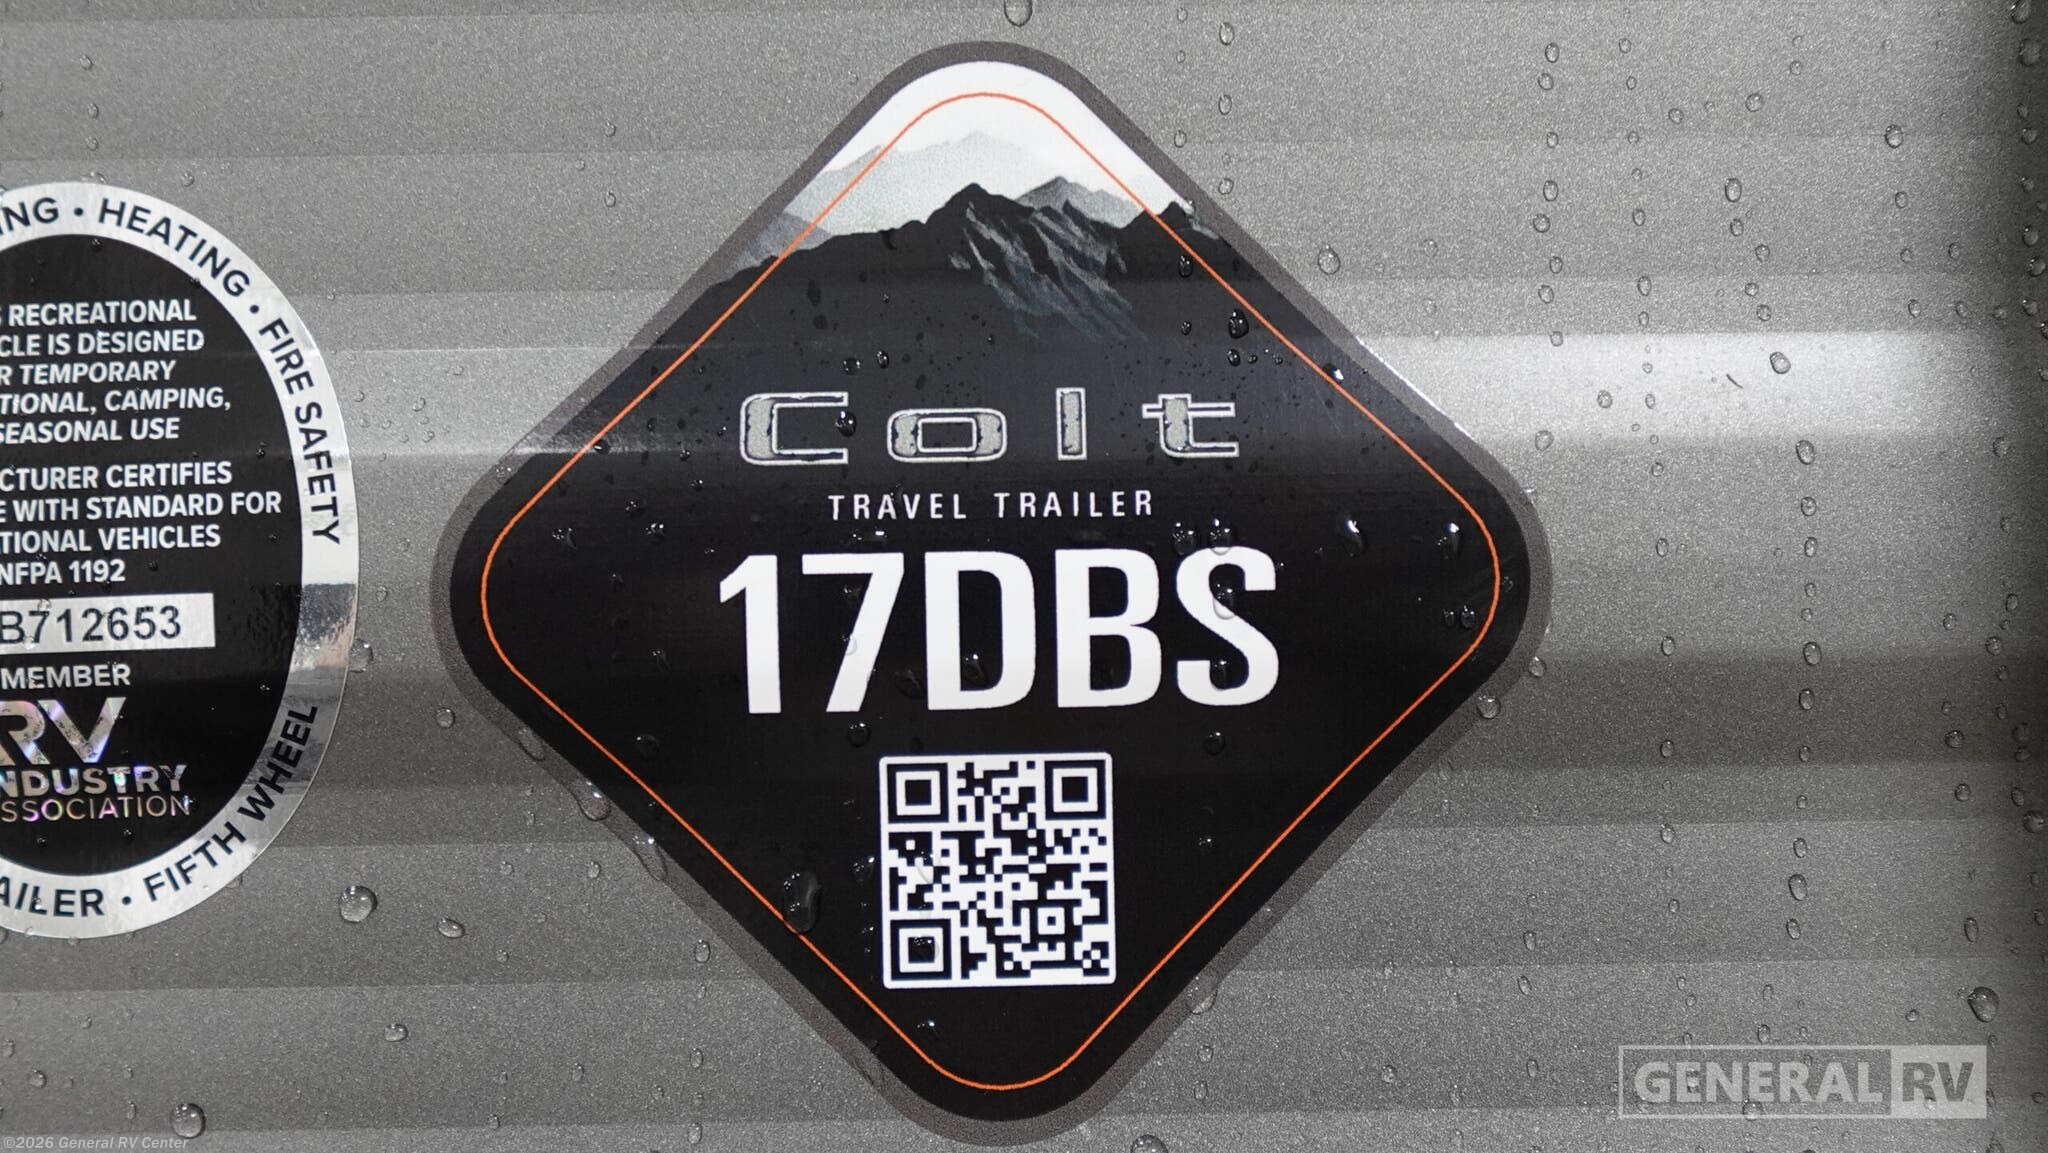 NG • HEATING • FIRE SAFETY
RECREATIONAL
CLE IS DESIGNED
R TEMPORARY
TIONAL, CAMPING,
SEASONAL USE
CTURER CERTIFIES
E WITH STANDARD FOR
TIONAL VEHICLES
NFPA 1192
B712653
MEMBER
RV
INDUSTRY
ASSOCIATION
AILER • FIFTH WHEEL
Colt
TRAVEL TRAILER
17DBS
GENERAL RV
©2026 General RV Center